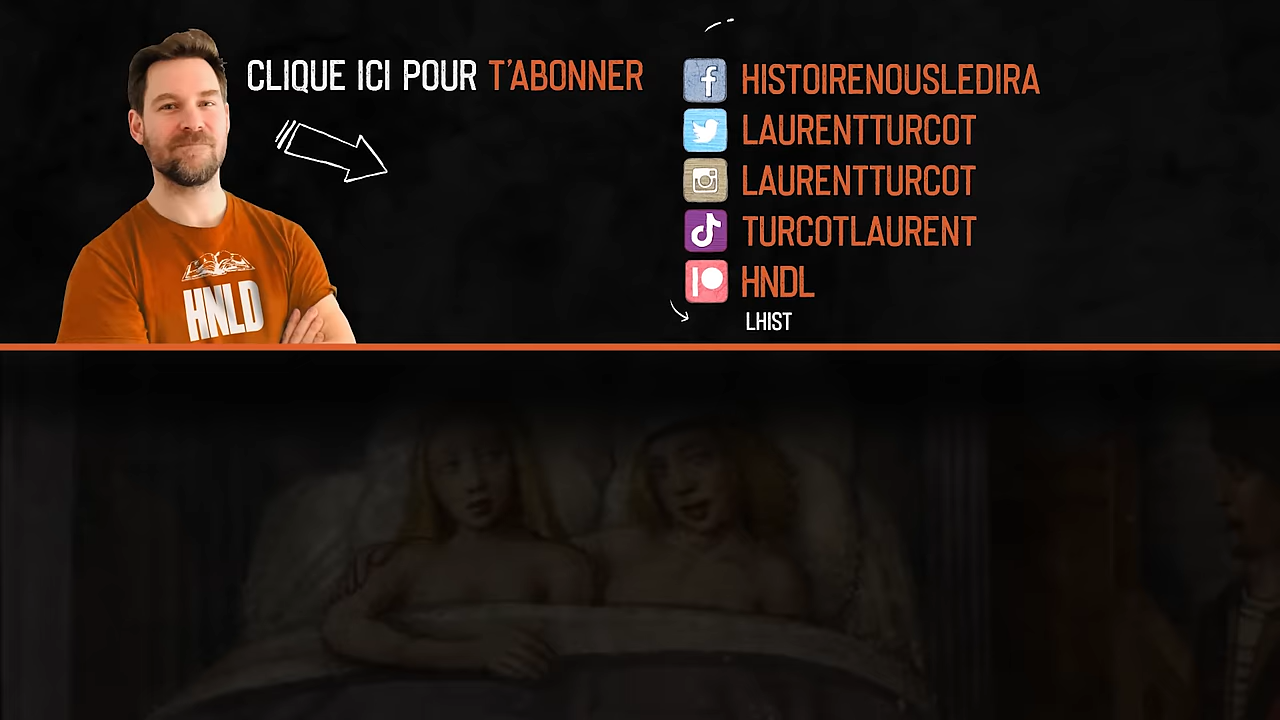 CLIQUE ICI POUR T'ABONNER
HISTOIRENOUSLEDIRA
LAURENTTURCOT
LAURENTTURCOT
TURCOTLAURENT
HNDL
LHIST
HNLD